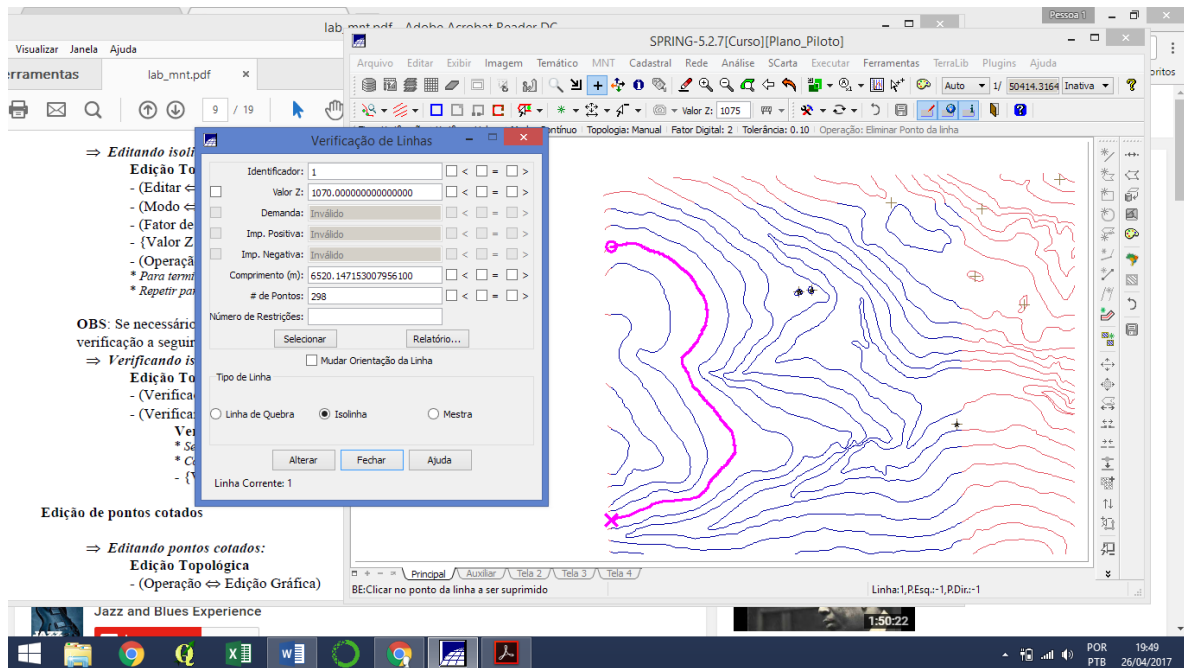 Pessoa 1
lab_mnt.pdf - Adobe Acrobat Reader DC
Visualizar Janela Ajuda
erramentas
lab_mnt.pdf ×
9 / 19
⇒ Editando isoli
Edição To
- (Editar ⇔
- (Modo ⇔
- (Fator de
- {Valor Z
- (Operaçã
* Para termi
* Repetir par
OBS: Se necessário
verificação a seguir
⇒ Verificando is
Edição To
- (Verifica
- (Verifica
Ver
* Se
* Co
- {V
Edição de pontos cotados
⇒ Editando pontos cotados:
Edição Topológica
- (Operação ⇔ Edição Gráfica)
SPRING-5.2.7[Curso][Plano_Piloto]
Arquivo Editar Exibir Imagem Temático MNT Cadastral Rede Análise SCarta Executar Ferramentas TerraLib Plugins Ajuda
Auto 1/ 50414.3164 Inativa
Valor Z: 1075
ntínuo Topologia: Manual Fator Digital: 2 Tolerância: 0.10 Operação: Eliminar Ponto da linha
Verificação de Linhas
Identificador: 1 < = >
Valor Z: 1070.000000000000000 < = >
Demanda: Inválido < = >
Imp. Positiva: Inválido < = >
Imp. Negativa: Inválido < = >
Comprimento (m): 6520.147153007956100 < = >
# de Pontos: 298 < = >
Número de Restrições:
Selecionar Relatório...
Mudar Orientação da Linha
Tipo de Linha
Linha de Quebra Isolinha Mestra
Alterar Fechar Ajuda
Linha Corrente: 1
Principal Auxiliar Tela 2 Tela 3 Tela 4
BE:Clicar no ponto da linha a ser suprimido Linha:1,P.Esq.:-1,P.Dir.:-1
oritos
Jazz and Blues Experience
1:50:22
POR 19:49
PTB 26/04/2017